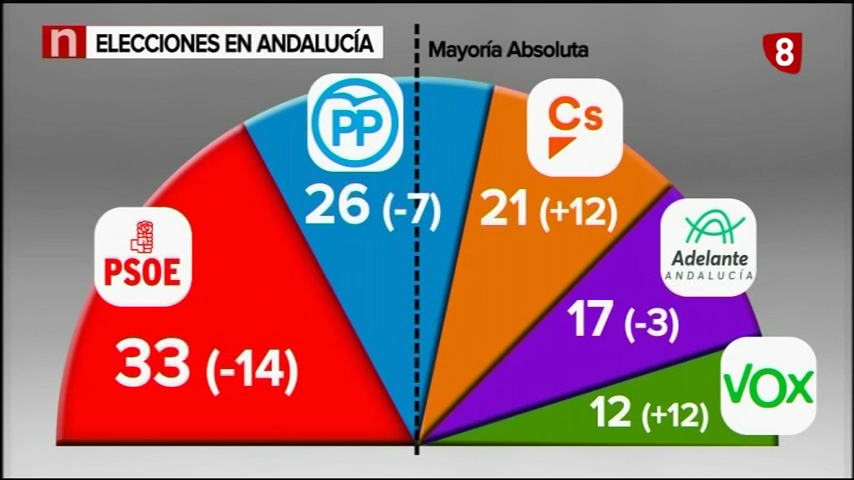 n ELECCIONES EN ANDALUCÍA
Mayoría Absoluta
8
PP
Cs
26 (-7)
21 (+12)
PSOE
Adelante
ANDALUCÍA
33 (-14)
17 (-3)
VOX
12 (+12)